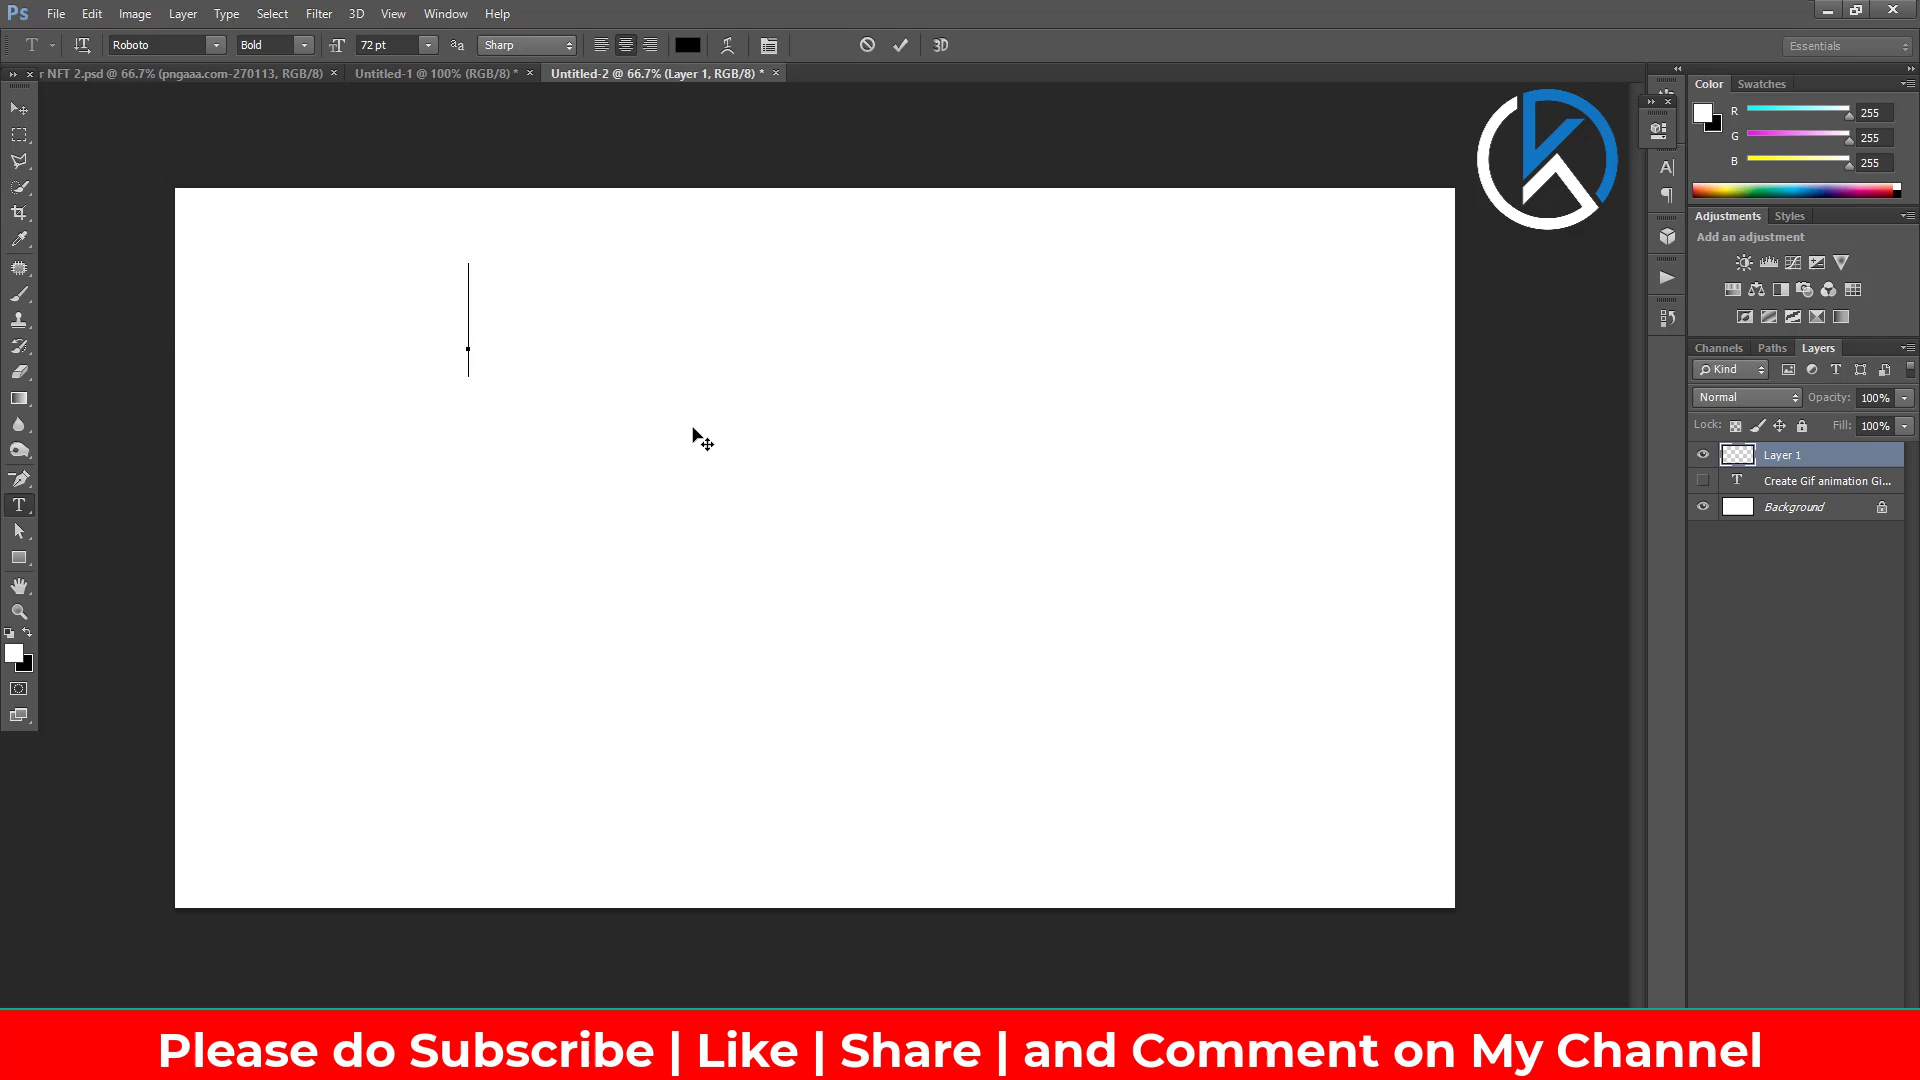 Ps File Edit Image Layer Type Select Filter 3D View Window Help
T Roboto Bold 72 pt Sharp 3D Essentials
r NFT 2.psd @ 66.7% (pngaaa.com-270113, RGB/8) × Untitled-1 @ 100% (RGB/8) * × Untitled-2 @ 66.7% (Layer 1, RGB/8) * ×
Color Swatches
R 255
G 255
B 255
Adjustments Styles
Add an adjustment
Channels Paths Layers
Kind
Normal Opacity: 100%
Lock: Fill: 100%
Layer 1
T Create Gif animation Gi...
Background
Please do Subscribe | Like | Share | and Comment on My Channel